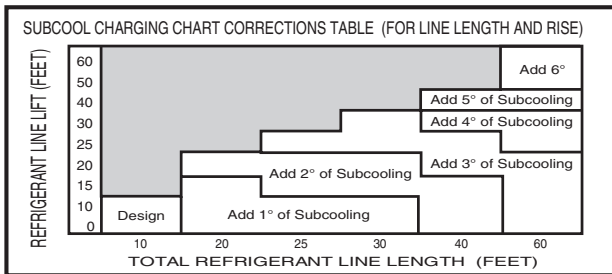 SUBCOOL CHARGING CHART CORRECTIONS TABLE (FOR LINE LENGTH AND RISE)
REFRIGERANT LINE LIFT (FEET)
60
50
40
30
25
20
15
10
0
Add 6°
Add 5° of Subcooling
Add 4° of Subcooling
Add 3° of Subcooling
Add 2° of Subcooling
Design
Add 1° of Subcooling
10 20 25 30 40 60
TOTAL REFRIGERANT LINE LENGTH (FEET)